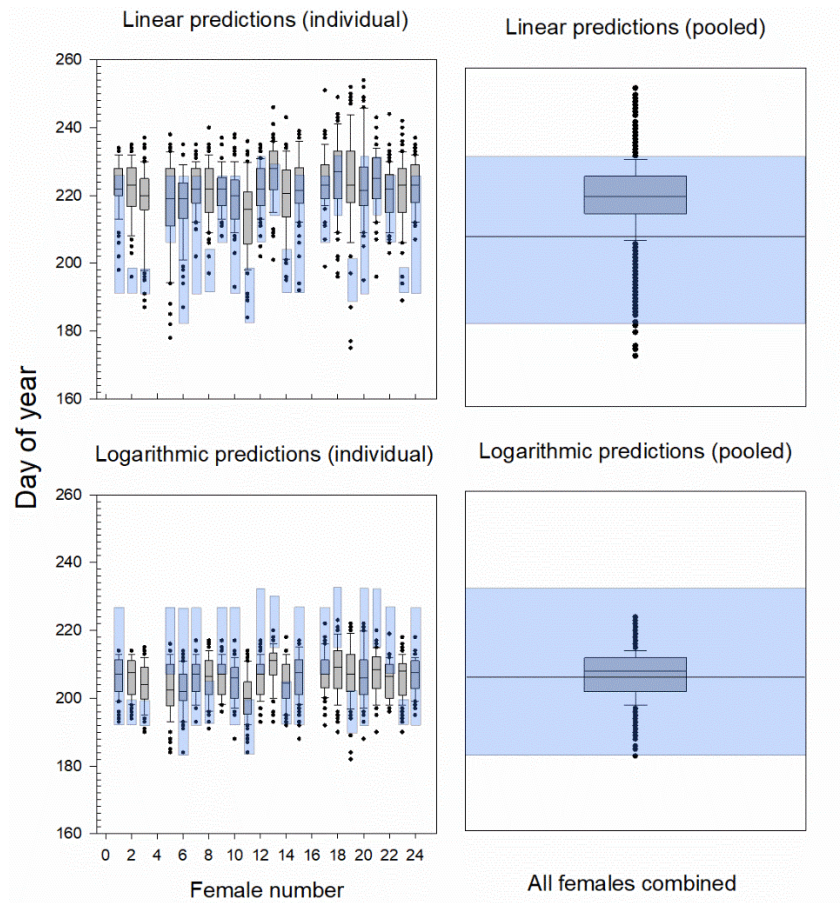 Linear predictions (individual)
Linear predictions (pooled)
260
240
220
200
180
160
Day of year
Logarithmic predictions (individual)
Logarithmic predictions (pooled)
260
240
220
200
180
160
0 2 4 6 8 10 12 14 16 18 20 22 24
Female number
All females combined